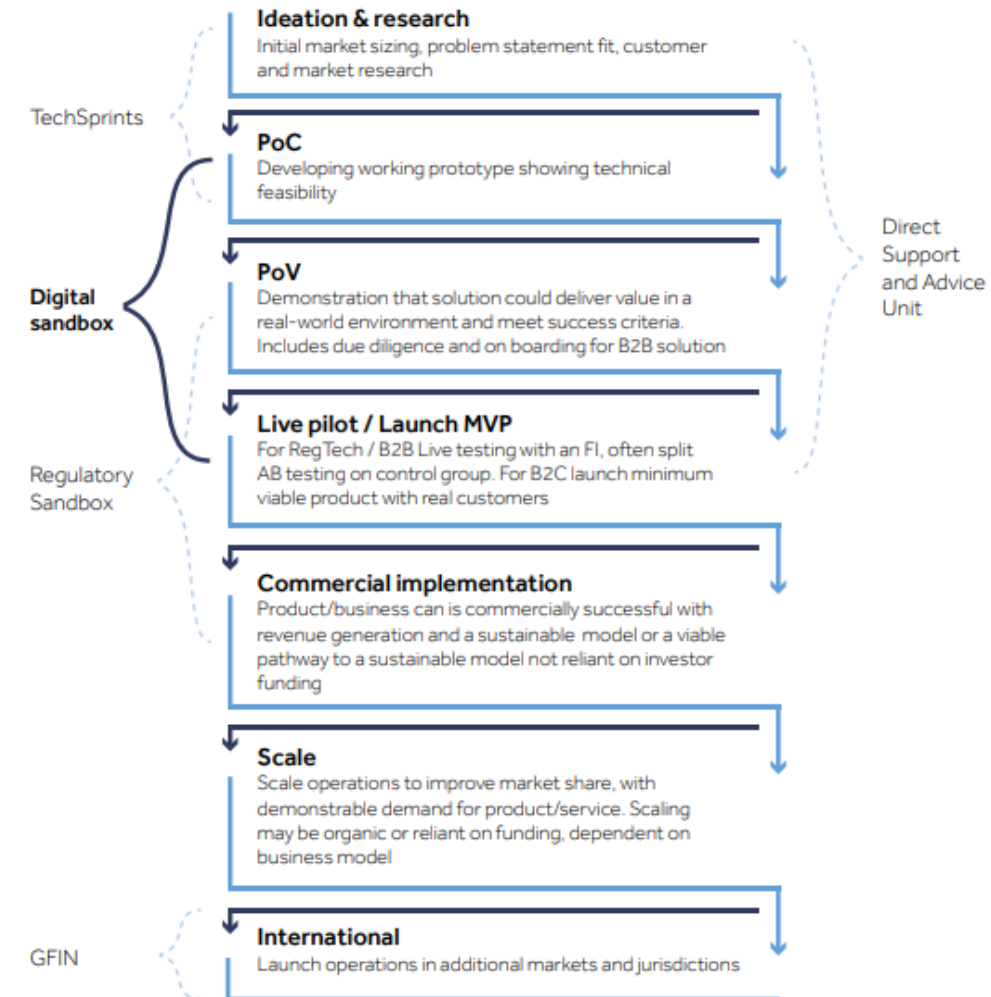 Ideation & research
Initial market sizing, problem statement fit, customer
and market research
TechSprints
PoC
Developing working prototype showing technical
feasibility
Direct
Support
and Advice
Unit
PoV
Demonstration that solution could deliver value in a
real-world environment and meet success criteria.
Includes due diligence and on boarding for B2B solution
Digital
sandbox
Live pilot / Launch MVP
For RegTech / B2B Live testing with an FI, often split
AB testing on control group. For B2C launch minimum
viable product with real customers
Regulatory
Sandbox
Commercial implementation
Product/business can is commercially successful with
revenue generation and a sustainable model or a viable
pathway to a sustainable model not reliant on investor
funding
Scale
Scale operations to improve market share, with
demonstrable demand for product/service. Scaling
may be organic or reliant on funding, dependent on
business model
GFIN
International
Launch operations in additional markets and jurisdictions